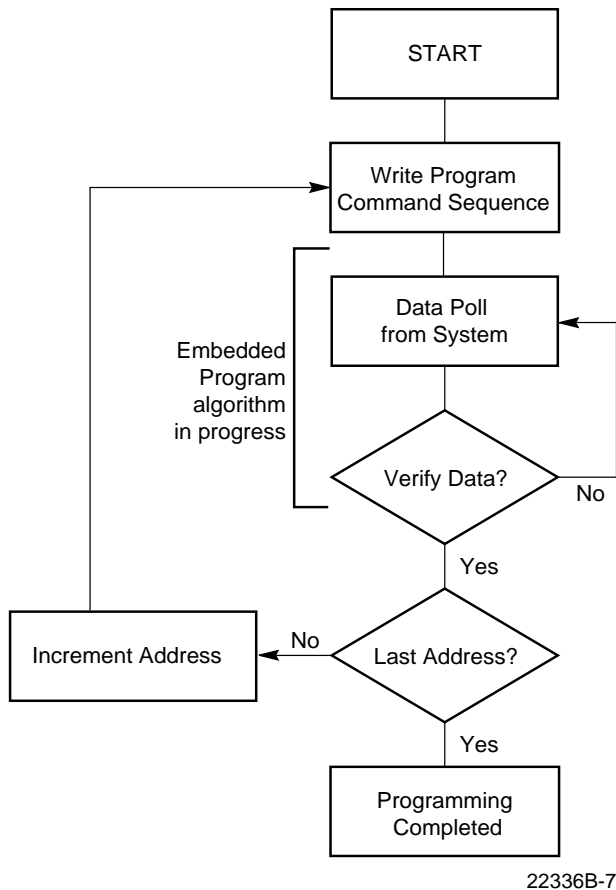 START
Write Program
Command Sequence
Data Poll
from System
Embedded
Program
algorithm
in progress
Verify Data?
No
Yes
Increment Address
No
Last Address?
Yes
Programming
Completed
22336B-7